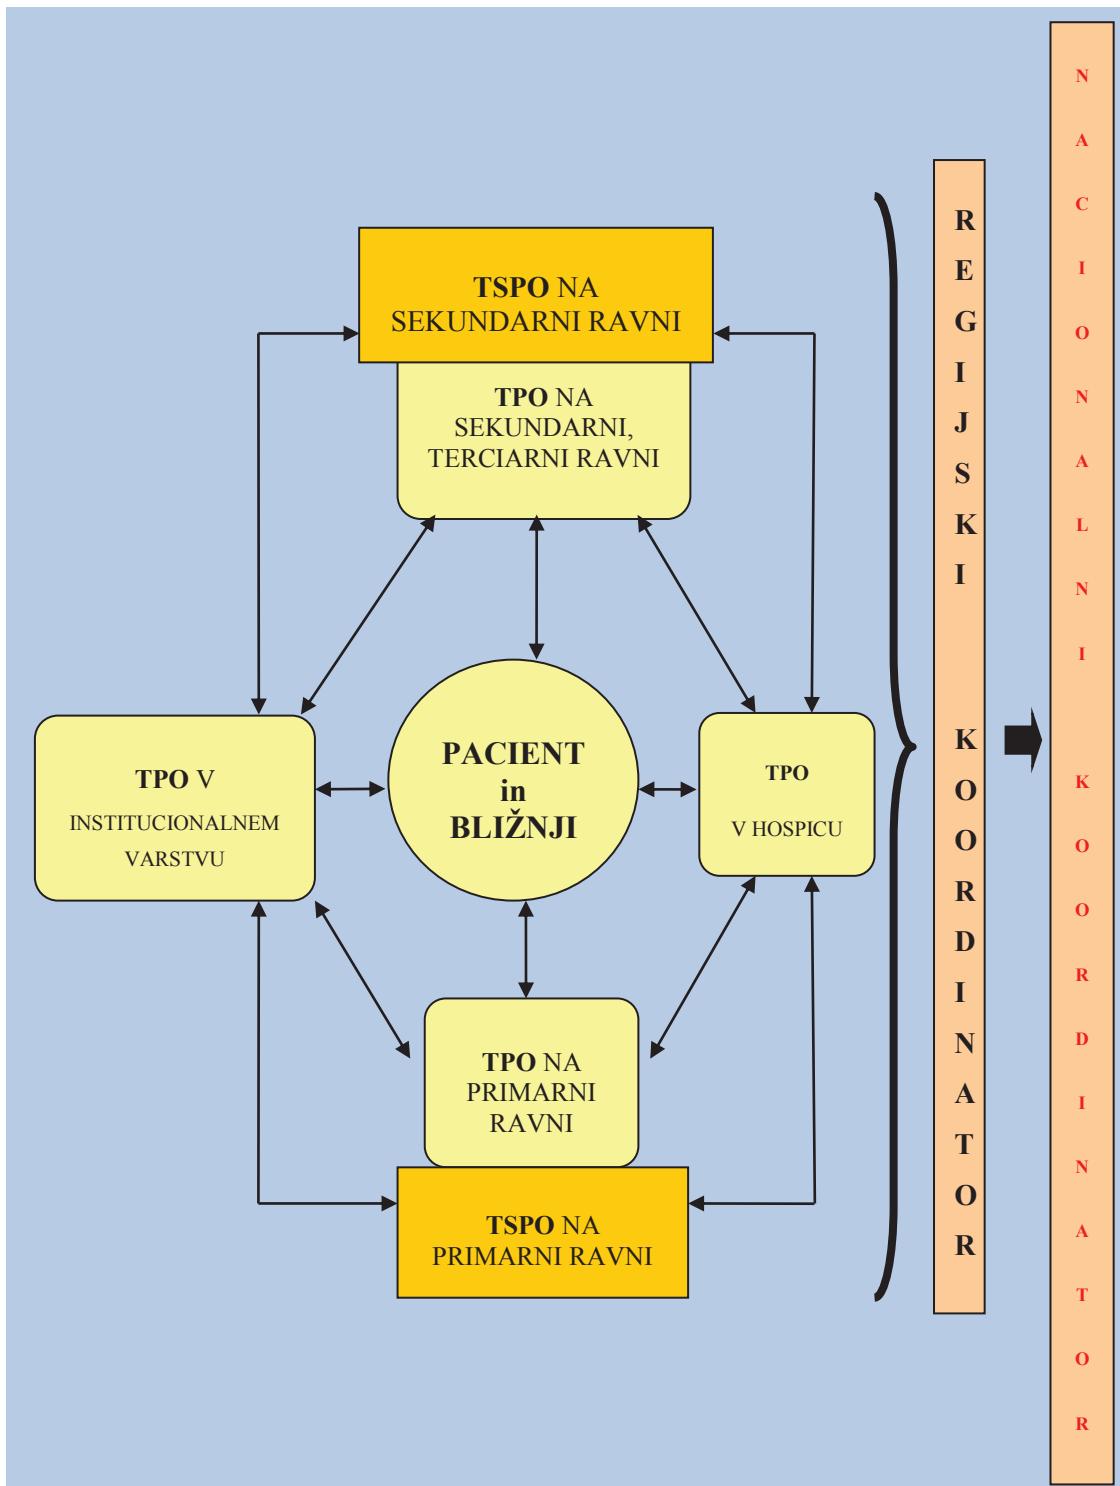 TSPO NA
SEKUNDARNI RAVNI
TPO NA
SEKUNDARNI,
TERCIARNI RAVNI
TPO V
INSTITUCIONALNEM
VARSTVU
PACIENT
in
BLIŽNJI
TPO
V HOSPICU
TPO NA
PRIMARNI
RAVNI
TSPO NA
PRIMARNI RAVNI
REGIJSKI KOORDINATOR
NACIONALNI KOORDINATOR